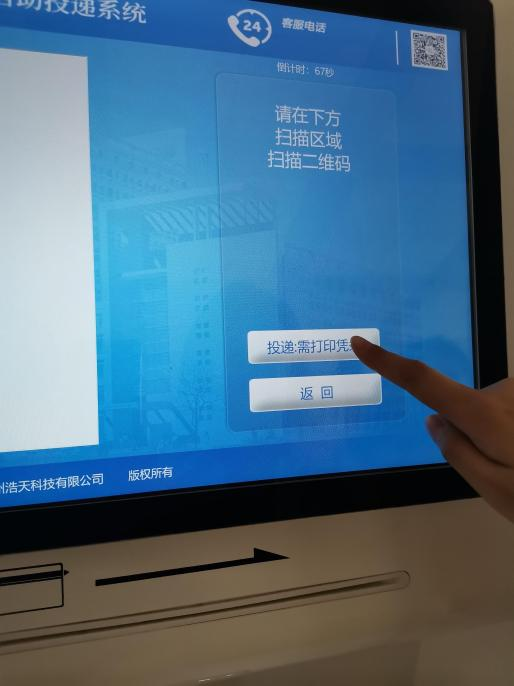 助投递系统
24
客服电话
倒计时：67秒
请在下方
扫描区域
扫描二维码
投递:需打印凭
返 回
州浩天科技有限公司
版权所有